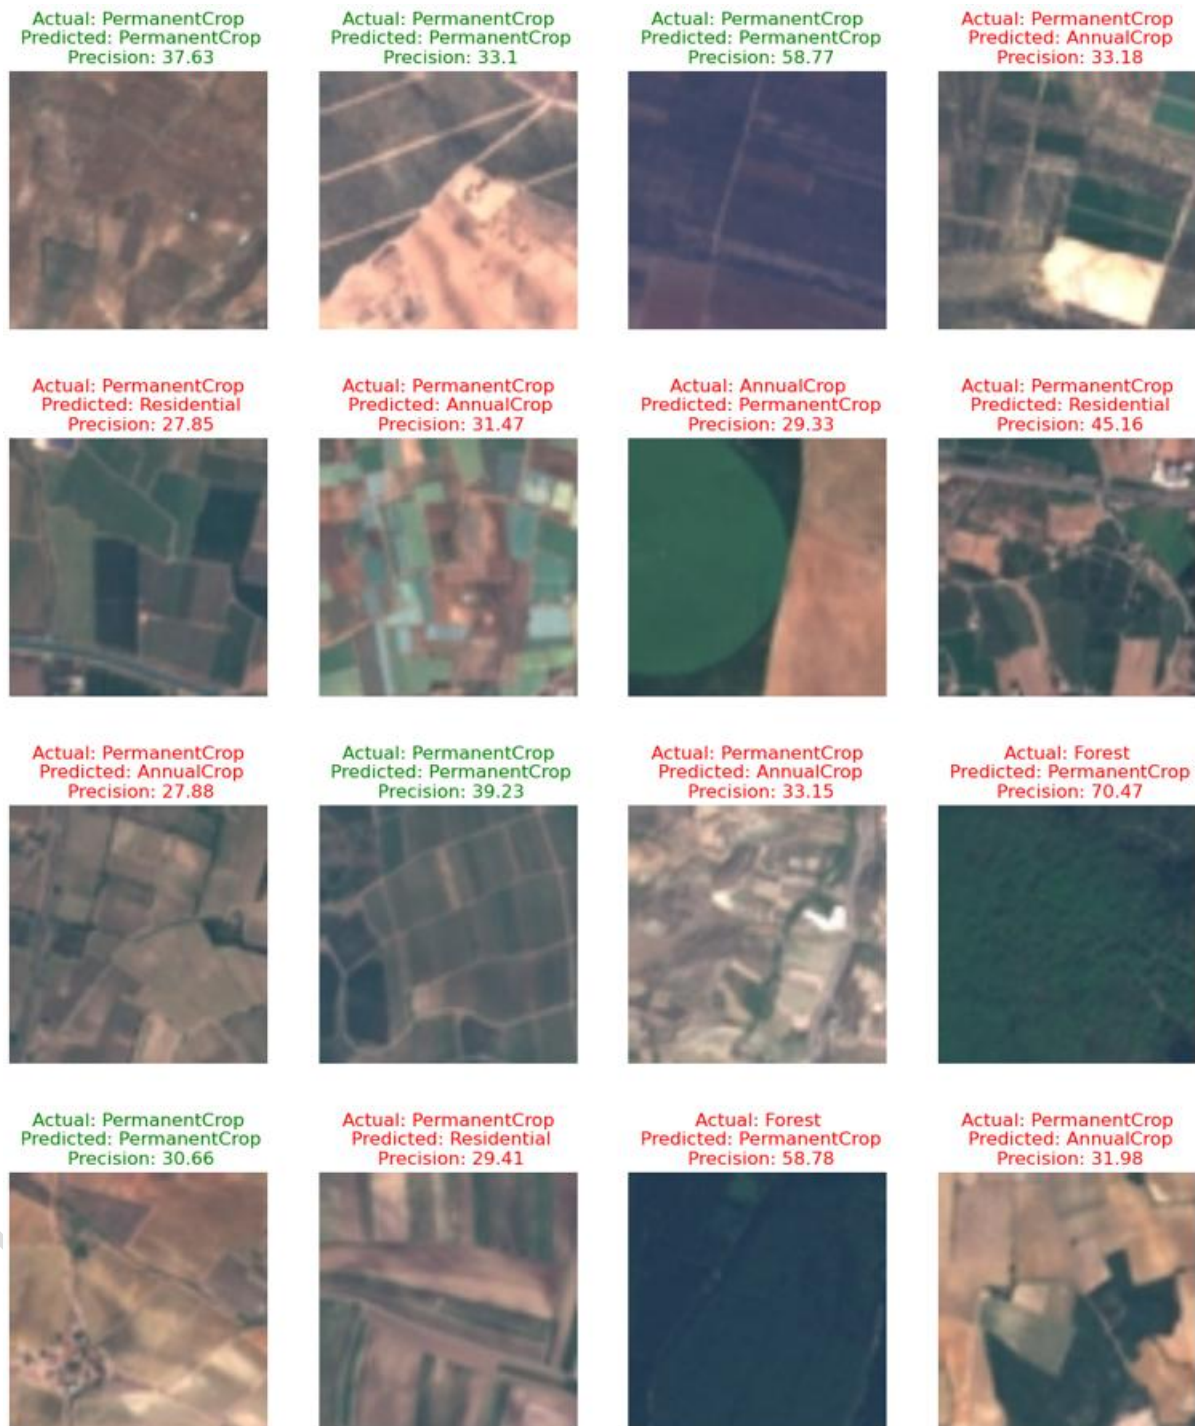 Actual: PermanentCrop
Predicted: PermanentCrop
Precision: 37.63
Actual: PermanentCrop
Predicted: PermanentCrop
Precision: 33.1
Actual: PermanentCrop
Predicted: PermanentCrop
Precision: 58.77
Actual: PermanentCrop
Predicted: AnnualCrop
Precision: 33.18
Actual: PermanentCrop
Predicted: Residential
Precision: 27.85
Actual: PermanentCrop
Predicted: AnnualCrop
Precision: 31.47
Actual: AnnualCrop
Predicted: PermanentCrop
Precision: 29.33
Actual: PermanentCrop
Predicted: Residential
Precision: 45.16
Actual: PermanentCrop
Predicted: AnnualCrop
Precision: 27.88
Actual: PermanentCrop
Predicted: PermanentCrop
Precision: 39.23
Actual: PermanentCrop
Predicted: AnnualCrop
Precision: 33.15
Actual: Forest
Predicted: PermanentCrop
Precision: 70.47
Actual: PermanentCrop
Predicted: PermanentCrop
Precision: 30.66
Actual: PermanentCrop
Predicted: Residential
Precision: 29.41
Actual: Forest
Predicted: PermanentCrop
Precision: 58.78
Actual: PermanentCrop
Predicted: AnnualCrop
Precision: 31.98